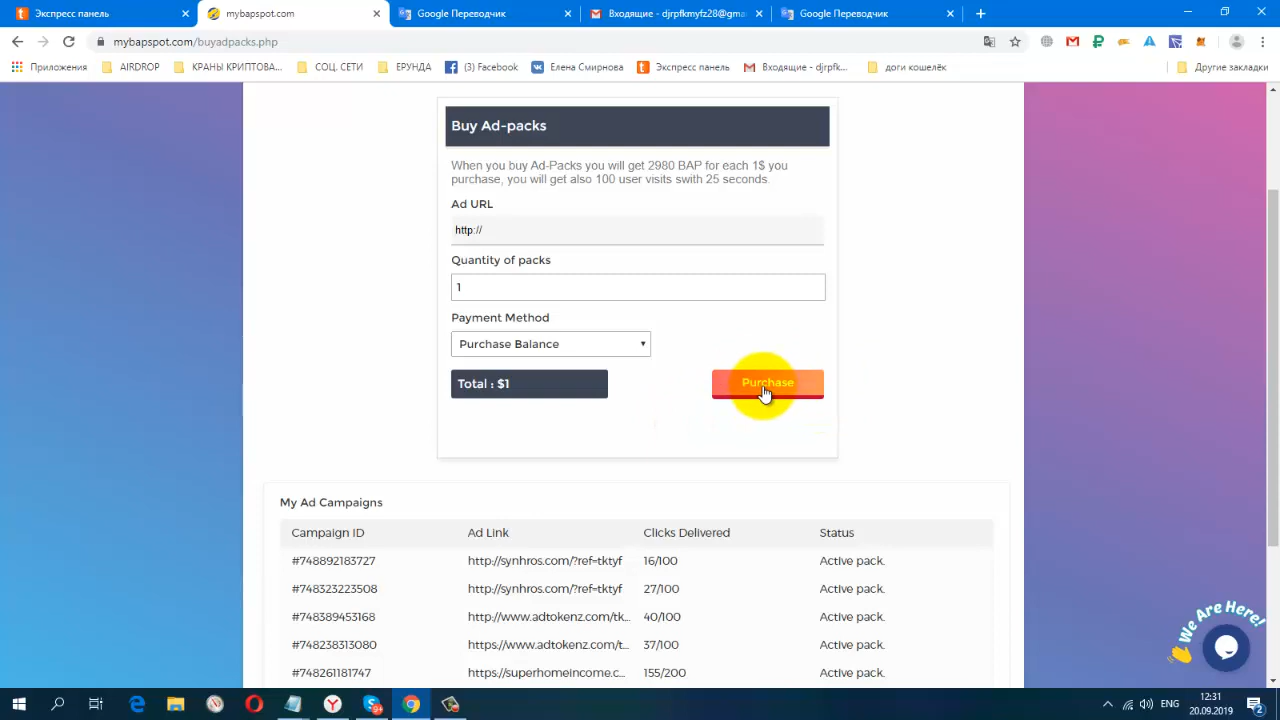 Экспресс панель
mybapspot.com
Google Переводчик
Входящие - djrpfkmyfz28@gma
Google Переводчик
mybapspot.com/buyadpacks.php
Приложения
AIRDROP
КРАНЫ КРИПТОВА...
СОЦ. СЕТИ
ЕРУНДА
(3) Facebook
Елена Смирнова
Экспресс панель
Входящие - djrpfk...
доги кошелёк
Другие закладки
Buy Ad-packs
When you buy Ad-Packs you will get 2980 BAP for each 1$ you
purchase, you will get also 100 user visits swith 25 seconds.
Ad URL
http://
Quantity of packs
1
Payment Method
Purchase Balance
Total : $1
Purchase
My Ad Campaigns
Campaign ID Ad Link Clicks Delivered Status
#748892183727 http://synhros.com/?ref=tktyf 16/100 Active pack.
#748323223508 http://synhros.com/?ref=tktyf 27/100 Active pack.
#748389453168 http://www.adtokenz.com/tk... 40/100 Active pack.
#748238313080 https://www.adtokenz.com/t... 37/100 Active pack.
#748261181747 https://superhomeincome.c... 155/200 Active pack.
We Are Here!
ENG
12:31
20.09.2019
2